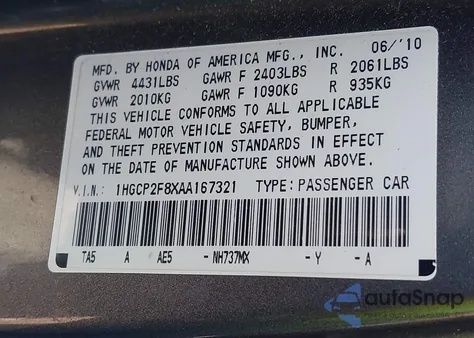 MFD. BY HONDA OF AMERICA MFG., INC. 06/'10
GVWR 4431LBS GAWR F 2403LBS R 2061LBS
GVWR 2010KG GAWR F 1090KG R 935KG
THIS VEHICLE CONFORMS TO ALL APPLICABLE
FEDERAL MOTOR VEHICLE SAFETY, BUMPER,
AND THEFT PREVENTION STANDARDS IN EFFECT
ON THE DATE OF MANUFACTURE SHOWN ABOVE.
V.I.N.: 1HGCP2F8XAA167321 TYPE: PASSENGER CAR
TA5 A AE5 -NH737MX -Y -A
autoSnap